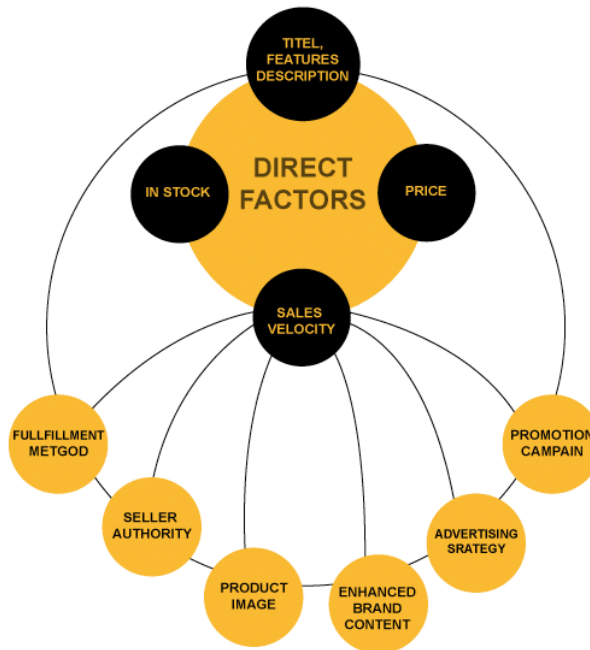 TITEL,
FEATURES
DESCRIPTION
DIRECT
FACTORS
IN STOCK
PRICE
SALES
VELOCITY
FULLFILLMENT
METGOD
PROMOTION
CAMPAIN
SELLER
AUTHORITY
ADVERTISING
SRATEGY
PRODUCT
IMAGE
ENHANCED
BRAND
CONTENT